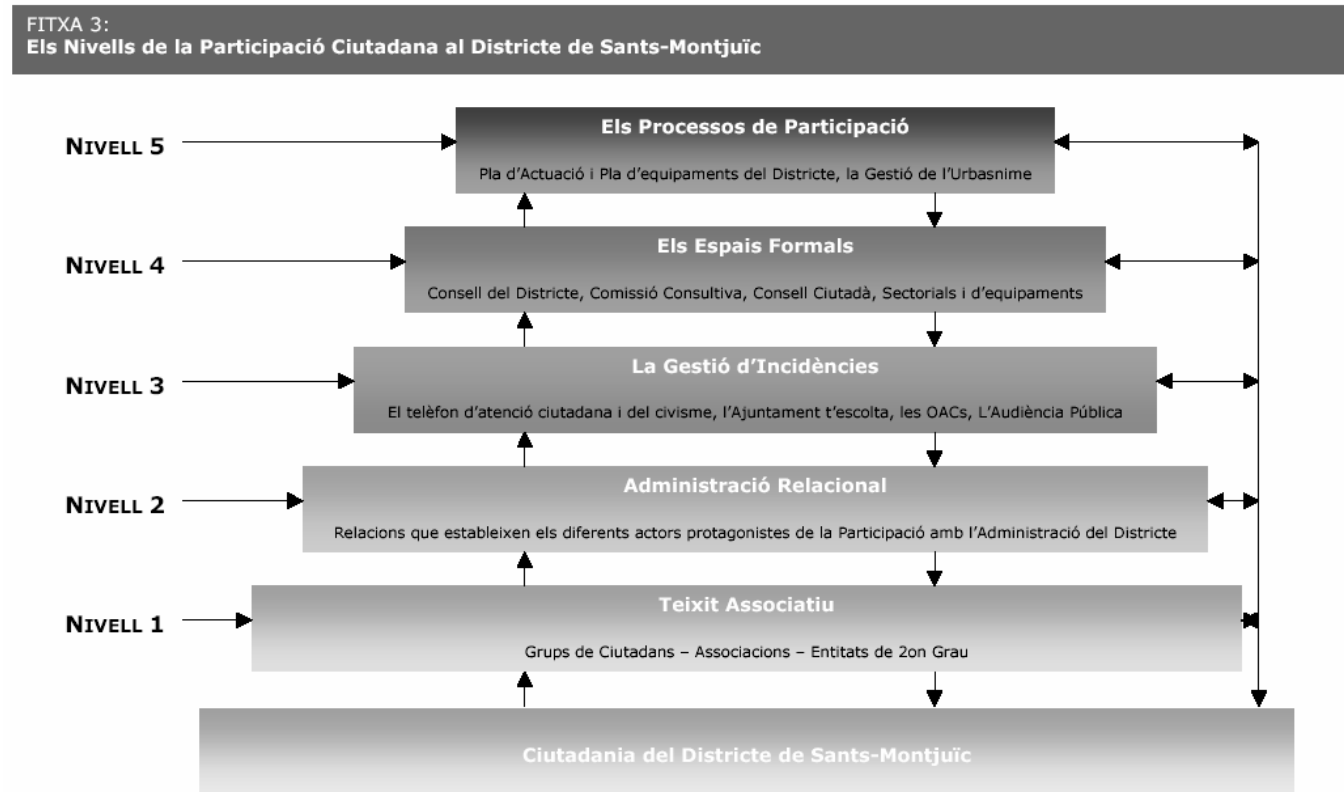 FITXA 3:
Els Nivells de la Participació Ciutadana al Districte de Sants-Montjuïc
NIVELL 5
Els Processos de Participació
Pla d'Actuació i Pla d'equipaments del Districte, la Gestió de l'Urbasnime
NIVELL 4
Els Espais Formals
Consell del Districte, Comissió Consultiva, Consell Ciutadà, Sectorials i d'equipaments
NIVELL 3
La Gestió d'Incidències
El telèfon d'atenció ciutadana i del civisme, l'Ajuntament t'escolta, les OACs, L'Audiència Pública
NIVELL 2
Administració Relacional
Relacions que estableixen els diferents actors protagonistes de la Participació amb l'Administració del Districte
NIVELL 1
Teixit Associatiu
Grups de Ciutadans – Associacions – Entitats de 2on Grau
Ciutadania del Districte de Sants-Montjuïc